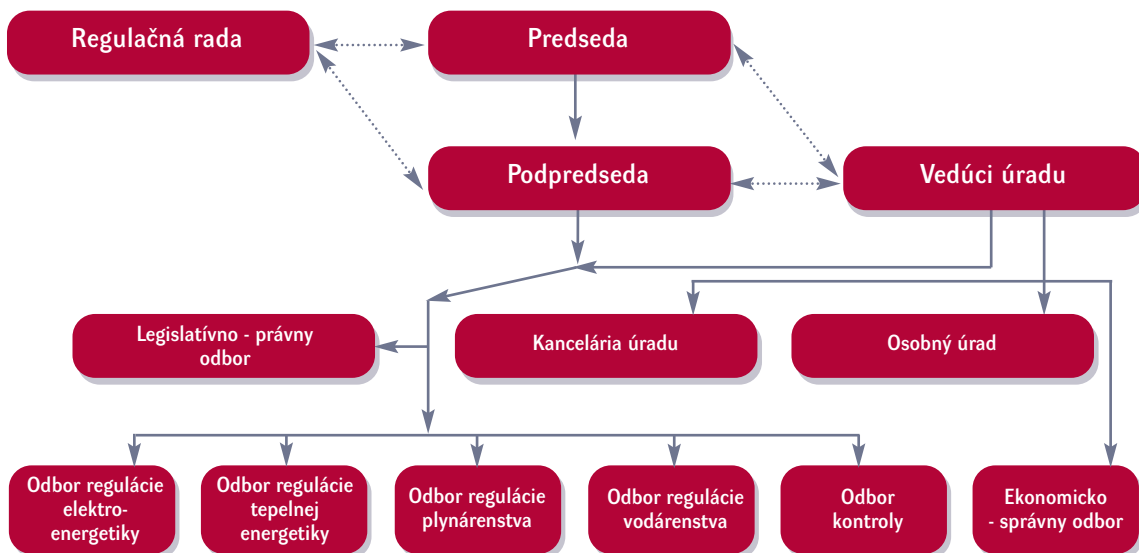 Regulačná rada
Predseda
Podpredseda
Vedúci úradu
Legislatívno - právny
odbor
Kancelária úradu
Osobný úrad
Odbor regulácie
elektro-
energetiky
Odbor regulácie
tepelnej
energetiky
Odbor regulácie
plynárenstva
Odbor regulácie
vodárenstva
Odbor
kontroly
Ekonomicko
- správny odbor